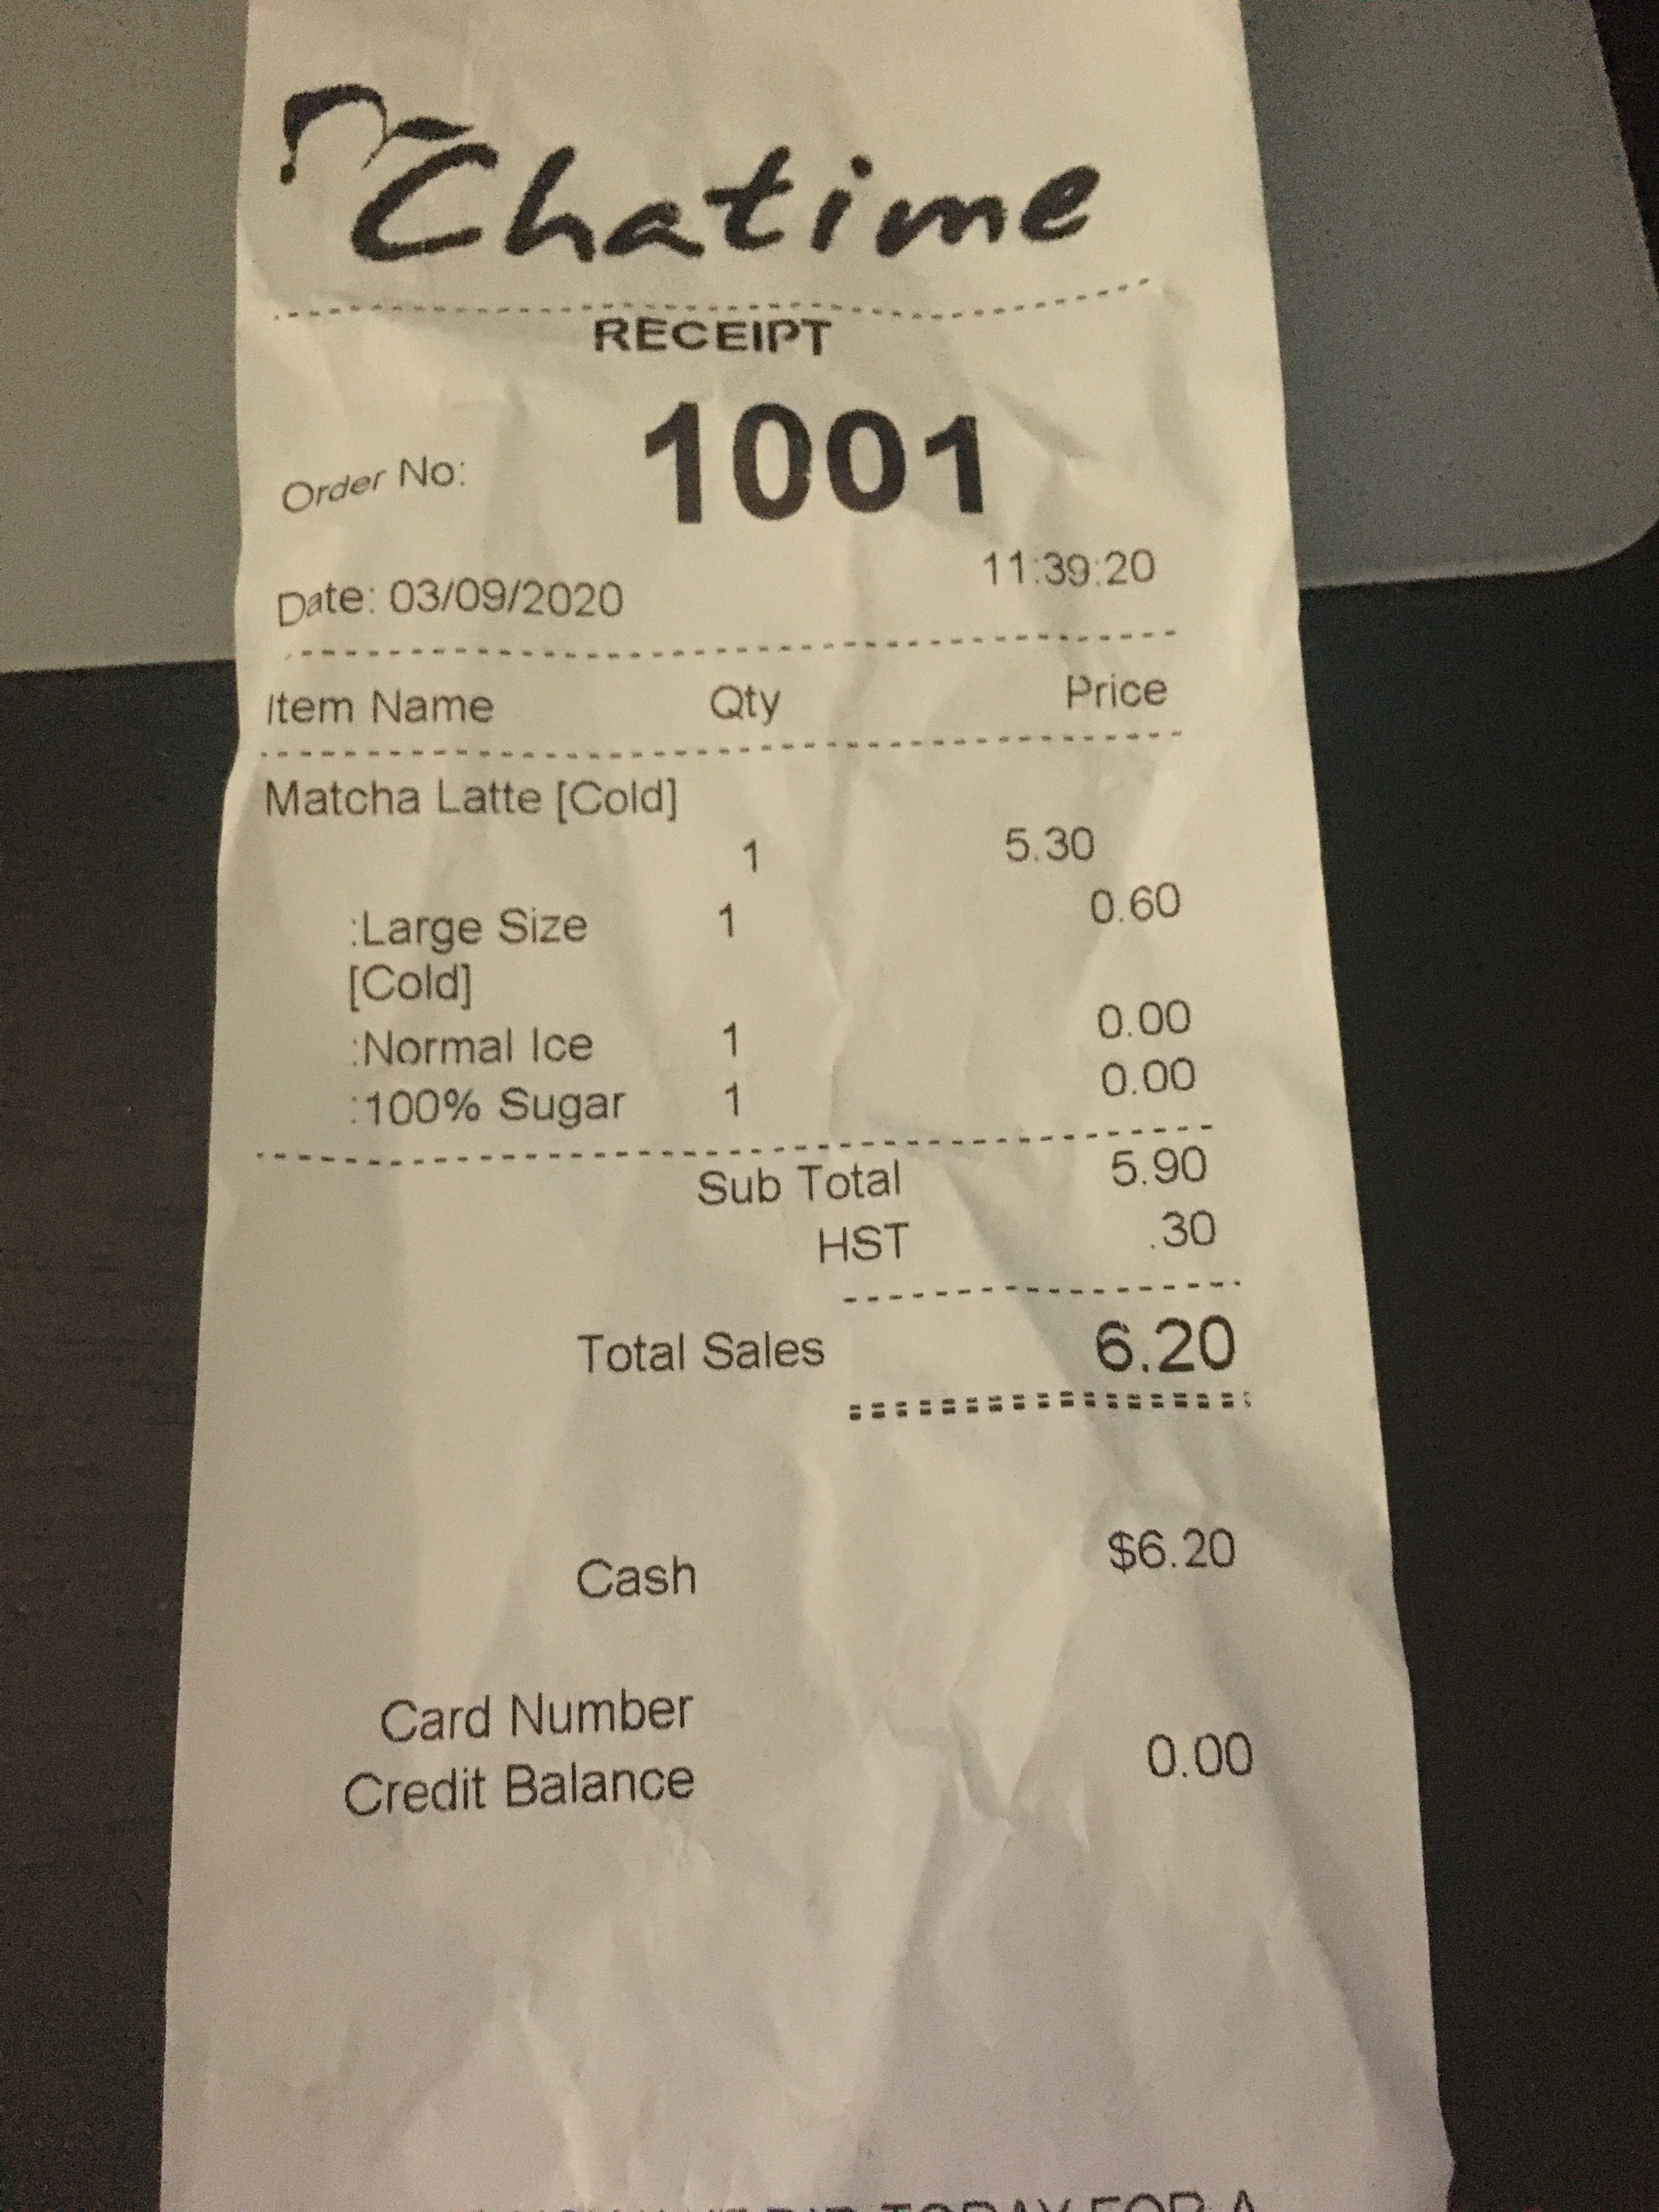 Chatime
RECEIPT
Order No: 1001
Date: 03/09/2020 11:39:20
Item Name Qty Price
Matcha Latte [Cold]
1 5.30
:Large Size 1 0.60
[Cold]
:Normal Ice 1 0.00
:100% Sugar 1 0.00
Sub Total 5.90
HST .30
Total Sales 6.20
Cash $6.20
Card Number
Credit Balance 0.00
TODAY FOR A